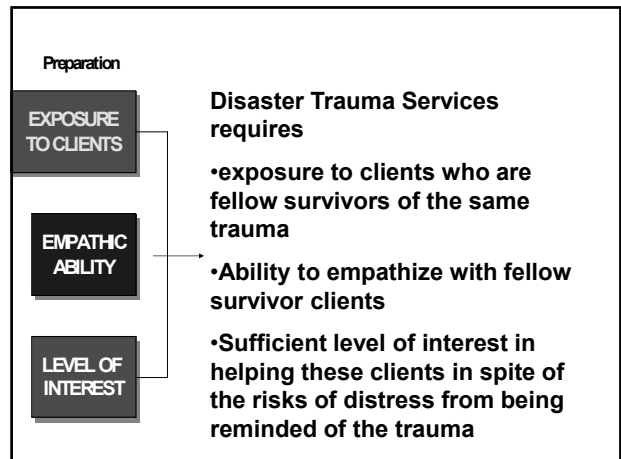 Preparation
EXPOSURE
TO CLIENTS
EMPATHIC
ABILITY
LEVEL OF
INTEREST
Disaster Trauma Services
requires
•exposure to clients who are
fellow survivors of the same
trauma
•Ability to empathize with fellow
survivor clients
•Sufficient level of interest in
helping these clients in spite of
the risks of distress from being
reminded of the trauma